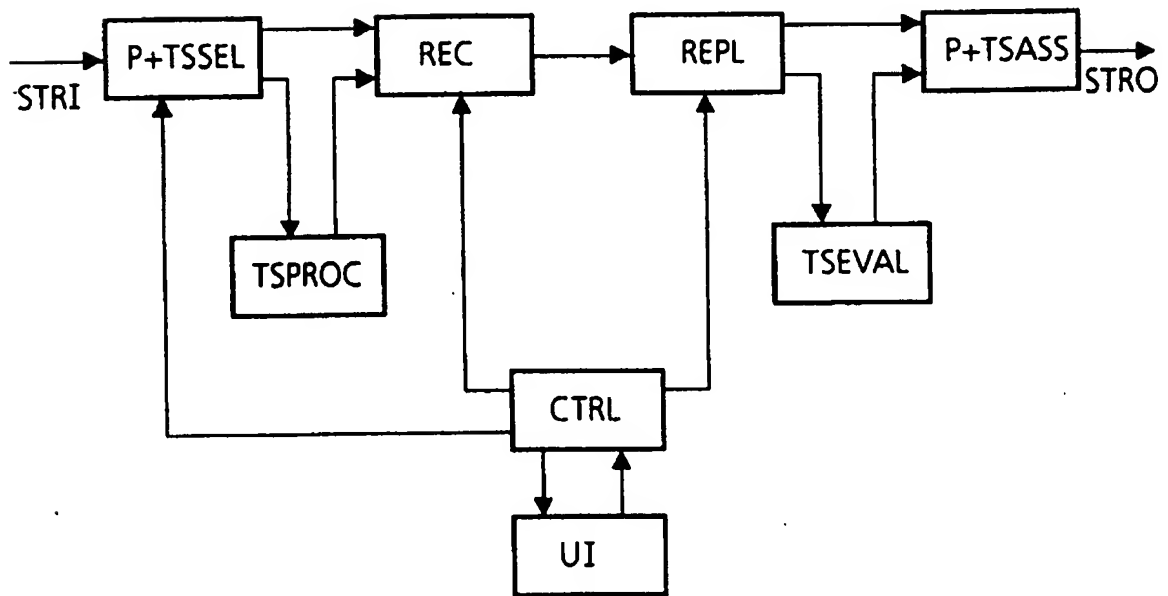 P+TSSEL
REC
REPL
P+TSASS
STRI
STRO
TSPROC
TSEVAL
CTRL
UI